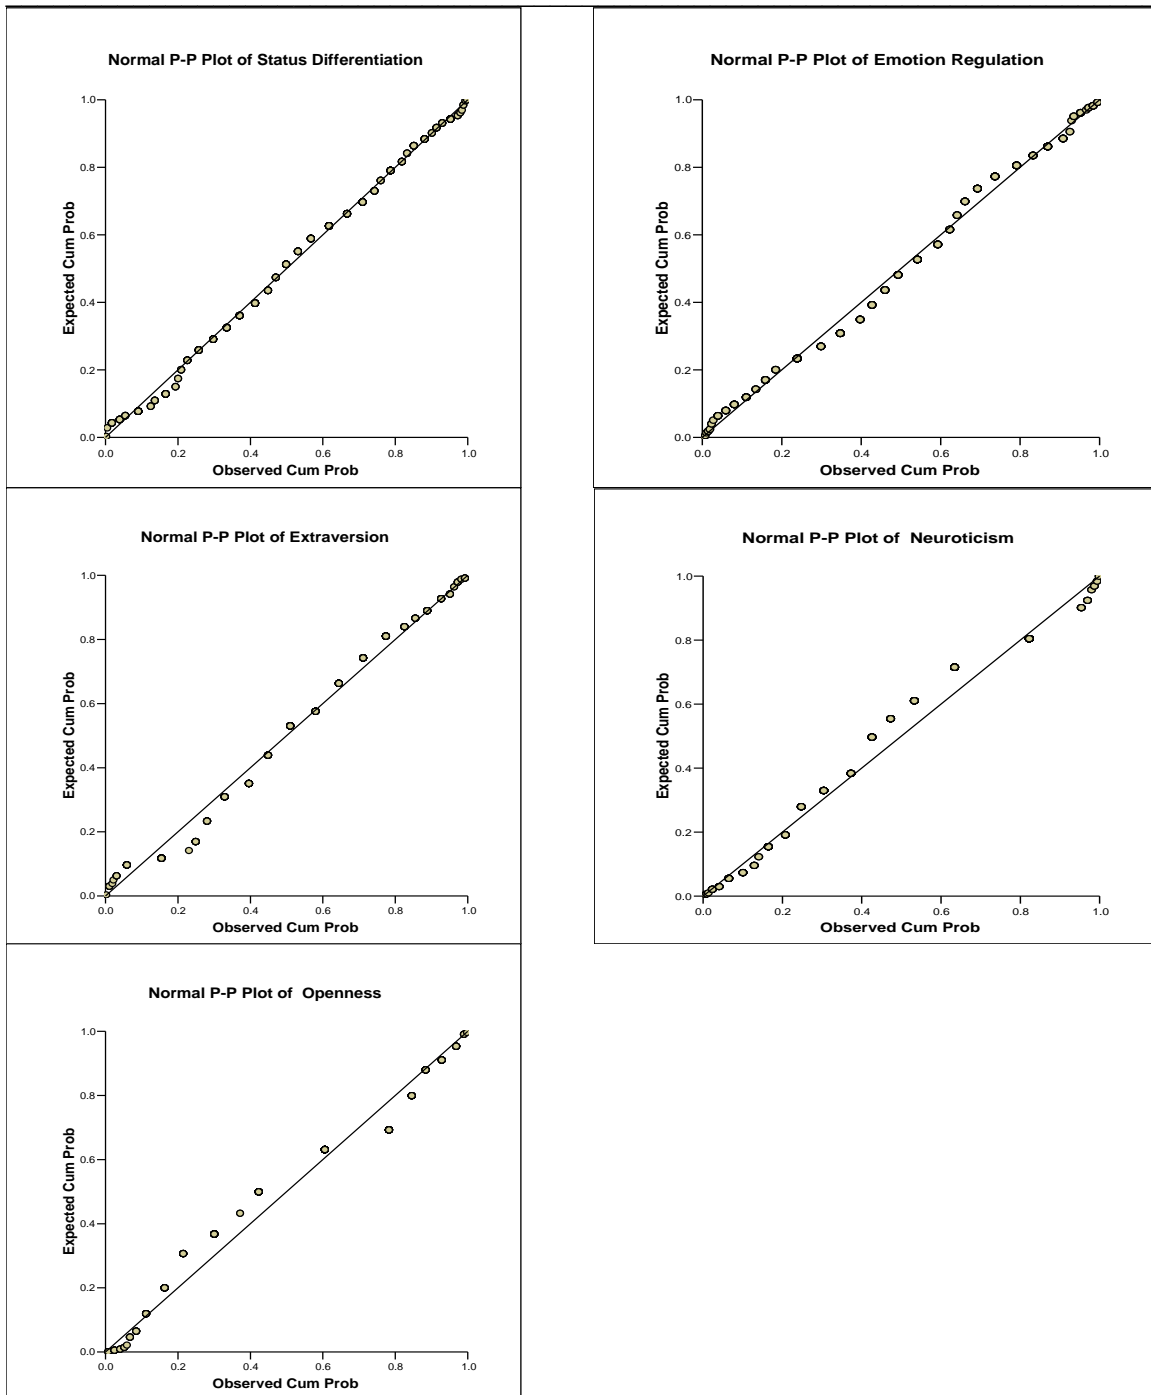 Normal P-P Plot of Status Differentiation
1.0
0.8
0.6
0.4
0.2
0.0
Expected Cum Prob
0.0 0.2 0.4 0.6 0.8 1.0
Observed Cum Prob
Normal P-P Plot of Emotion Regulation
1.0
0.8
0.6
0.4
0.2
0.0
Expected Cum Prob
0.0 0.2 0.4 0.6 0.8 1.0
Observed Cum Prob
Normal P-P Plot of Extraversion
1.0
0.8
0.6
0.4
0.2
0.0
Expected Cum Prob
0.0 0.2 0.4 0.6 0.8 1.0
Observed Cum Prob
Normal P-P Plot of Neuroticism
1.0
0.8
0.6
0.4
0.2
0.0
Expected Cum Prob
0.0 0.2 0.4 0.6 0.8 1.0
Observed Cum Prob
Normal P-P Plot of Openness
1.0
0.8
0.6
0.4
0.2
0.0
Expected Cum Prob
0.0 0.2 0.4 0.6 0.8 1.0
Observed Cum Prob